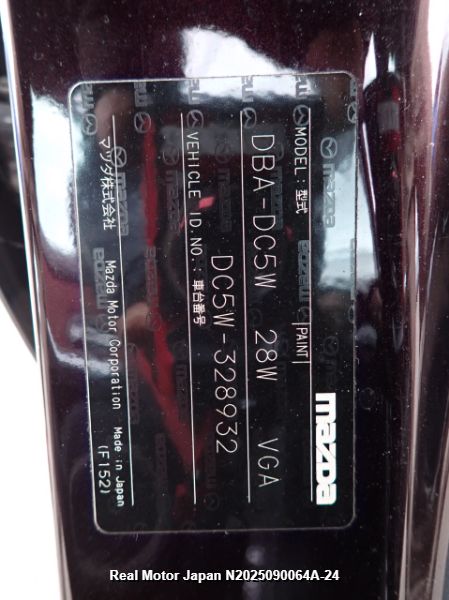 mazda
MODEL:型式 PAINT
DBA-DC5W 28W VGA
VEHICLE ID.NO.:車台番号
DC5W-328932
マツダ株式会社 Mazda Motor Corporation Made in Japan
(F152)
Real Motor Japan N2025090064A-24